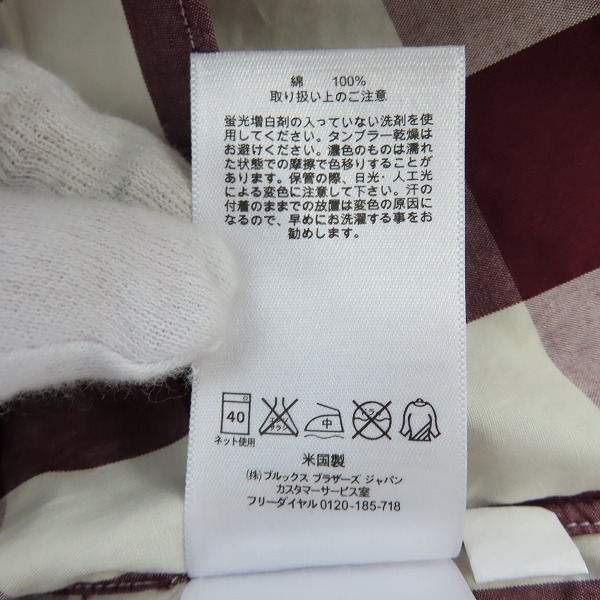 綿 100%
取り扱い上のご注意
蛍光増白剤の入っていない洗剤を使
用してください。タンブラー乾燥は
お避けください。濃色のものは濡れ
た状態での摩擦で色移りすることが
あります。保管の際、日光・人工光
による変色に注意して下さい。汗の
付着のままでの放置は変色の原因に
なるので、早めにお洗濯する事をお
勧めします。
40 エンソ サラシ 中 ドライ
ネット使用
米国製
(株)ブルックス ブラザーズ ジャパン
カスタマーサービス室
フリーダイヤル 0120-185-718